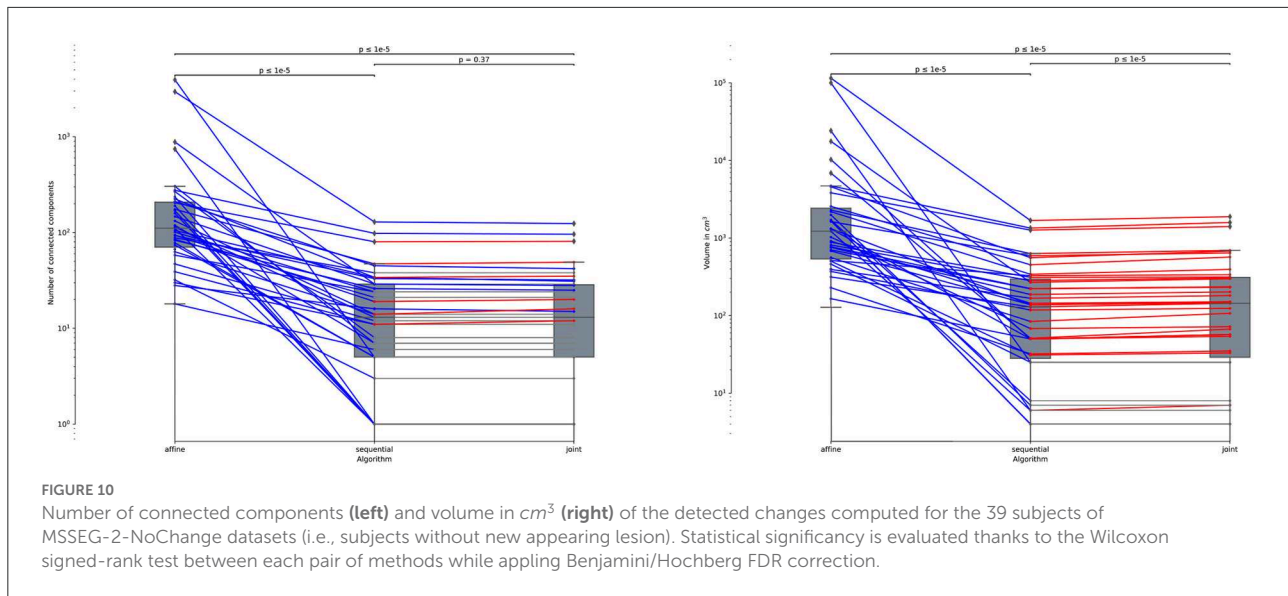 p ≤ 1e-5
p = 0.37
p ≤ 1e-5
Number of connected components
10³
10²
10¹
10⁰
affine
sequential
joint
Algorithm
p ≤ 1e-5
p ≤ 1e-5
p ≤ 1e-5
Volume in cm³
10⁵
10⁴
10³
10²
10¹
affine
sequential
joint
Algorithm
FIGURE 10
Number of connected components (left) and volume in cm³ (right) of the detected changes computed for the 39 subjects of
MSSEG-2-NoChange datasets (i.e., subjects without new appearing lesion). Statistical significancy is evaluated thanks to the Wilcoxon
signed-rank test between each pair of methods while appling Benjamini/Hochberg FDR correction.